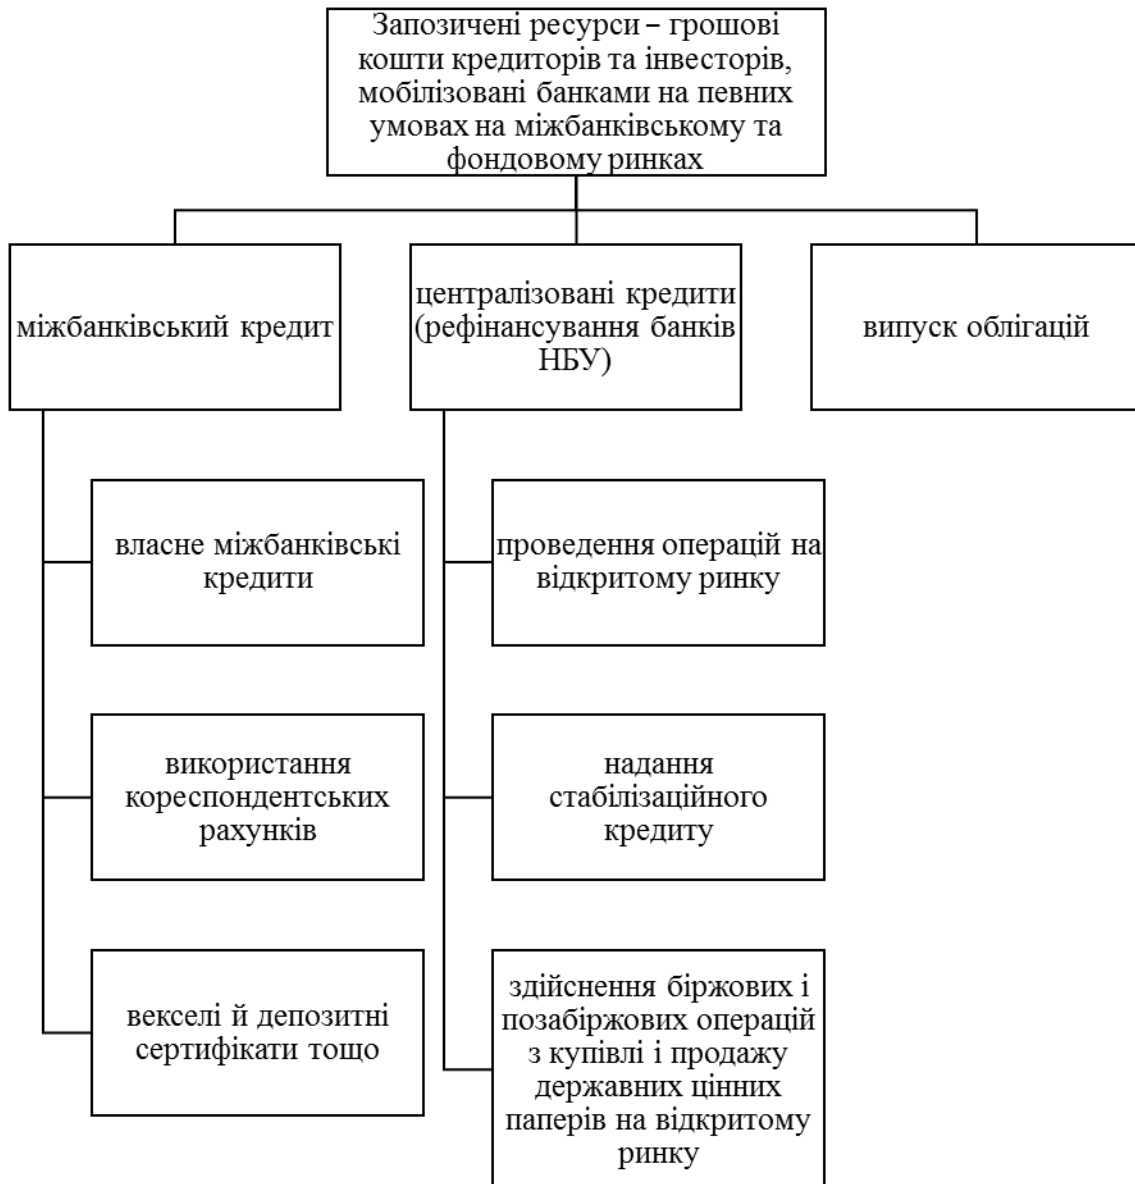 Запозичені ресурси – грошові
кошти кредиторів та інвесторів,
мобілізовані банками на певних
умовах на міжбанківському та
фондовому ринках
міжбанківський кредит
централізовані кредити
(рефінансування банків
НБУ)
випуск облігацій
власне міжбанківські
кредити
проведення операцій на
відкритому ринку
використання
кореспондентських
рахунків
надання
стабілізаційного
кредиту
векселі й депозитні
сертифікати тощо
здійснення біржових і
позабіржових операцій
з купівлі і продажу
державних цінних
паперів на відкритому
ринку